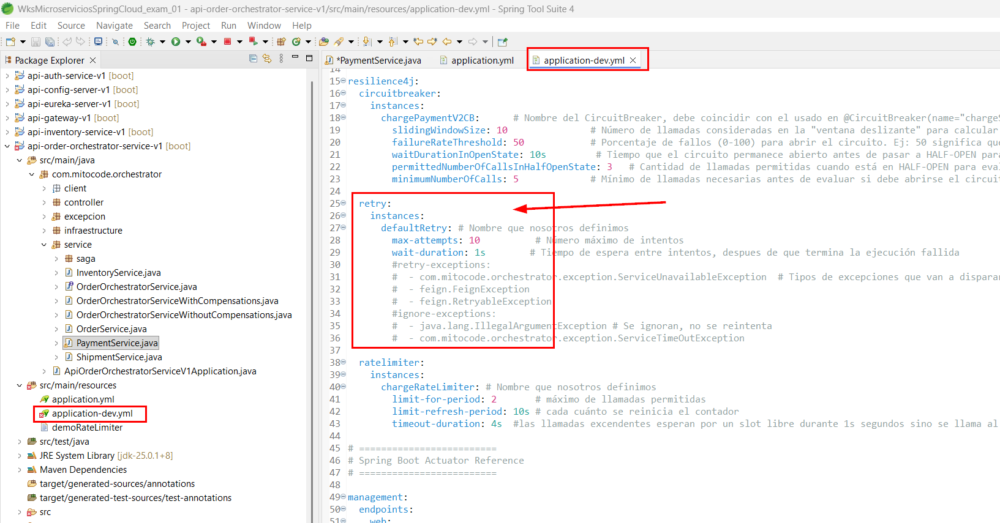 WksMicroserviciosSpringCloud_exam_01 - api-order-orchestrator-service-v1/src/main/resources/application-dev.yml - Spring Tool Suite 4
File Edit Source Navigate Search Project Run Window Help
Package Explorer
api-auth-service-v1 [boot]
api-config-server-v1 [boot]
api-eureka-server-v1 [boot]
api-gateway-v1 [boot]
api-inventory-service-v1 [boot]
api-order-orchestrator-service-v1 [boot]
src/main/java
com.mitocode.orchestrator
client
controller
excepcion
infraestructure
service
saga
InventoryService.java
OrderOrchestratorService.java
OrderOrchestratorServiceWithCompensations.java
OrderOrchestratorServiceWithoutCompensations.java
OrderService.java
PaymentService.java
ShipmentService.java
ApiOrderOrchestratorServiceV1Application.java
src/main/resources
application.yml
application-dev.yml
demoRateLimiter
src/test/java
JRE System Library [jdk-25.0.1+8]
Maven Dependencies
target/generated-sources/annotations
target/generated-test-sources/test-annotations
src
*PaymentService.java application.yml application-dev.yml
14
15 resilience4j:
16 circuitbreaker:
17 instances:
18 chargePaymentV2CB: # Nombre del CircuitBreaker, debe coincidir con el usado en @CircuitBreaker(name="charge
19 slidingWindowSize: 10 # Número de llamadas consideradas en la "ventana deslizante" para calcular
20 failureRateThreshold: 50 # Porcentaje de fallos (0-100) para abrir el circuito. Ej: 50 significa que
21 waitDurationInOpenState: 10s # Tiempo que el circuito permanece abierto antes de pasar a HALF-OPEN par
22 permittedNumberOfCallsInHalfOpenState: 3 # Cantidad de llamadas permitidas cuando está en HALF-OPEN para eval
23 minimumNumberOfCalls: 5 # Mínimo de llamadas necesarias antes de evaluar si debe abrirse el circuit
24
25 retry:
26 instances:
27 defaultRetry: # Nombre que nosotros definimos
28 max-attempts: 10 # Número máximo de intentos
29 wait-duration: 1s # Tiempo de espera entre intentos, despues de que termina la ejecución fallida
30 #retry-exceptions:
31 # - com.mitocode.orchestrator.exception.ServiceUnavailableException # Tipos de excepciones que van a disparar
32 # - feign.FeignException
33 # - feign.RetryableException
34 #ignore-exceptions:
35 # - java.lang.IllegalArgumentException # Se ignoran, no se reintenta
36 # - com.mitocode.orchestrator.exception.ServiceTimeOutException
37
38 ratelimiter:
39 instances:
40 chargeRateLimiter: # Nombre que nosotros definimos
41 limit-for-period: 2 # máximo de llamadas permitidas
42 limit-refresh-period: 10s # cada cuánto se reinicia el contador
43 timeout-duration: 4s #las llamadas excendentes esperan por un slot libre durante 1s segundos sino se llama al
44
45 # =========================
46 # Spring Boot Actuator Reference
47 # =========================
48
49 management:
50 endpoints:
51 web: